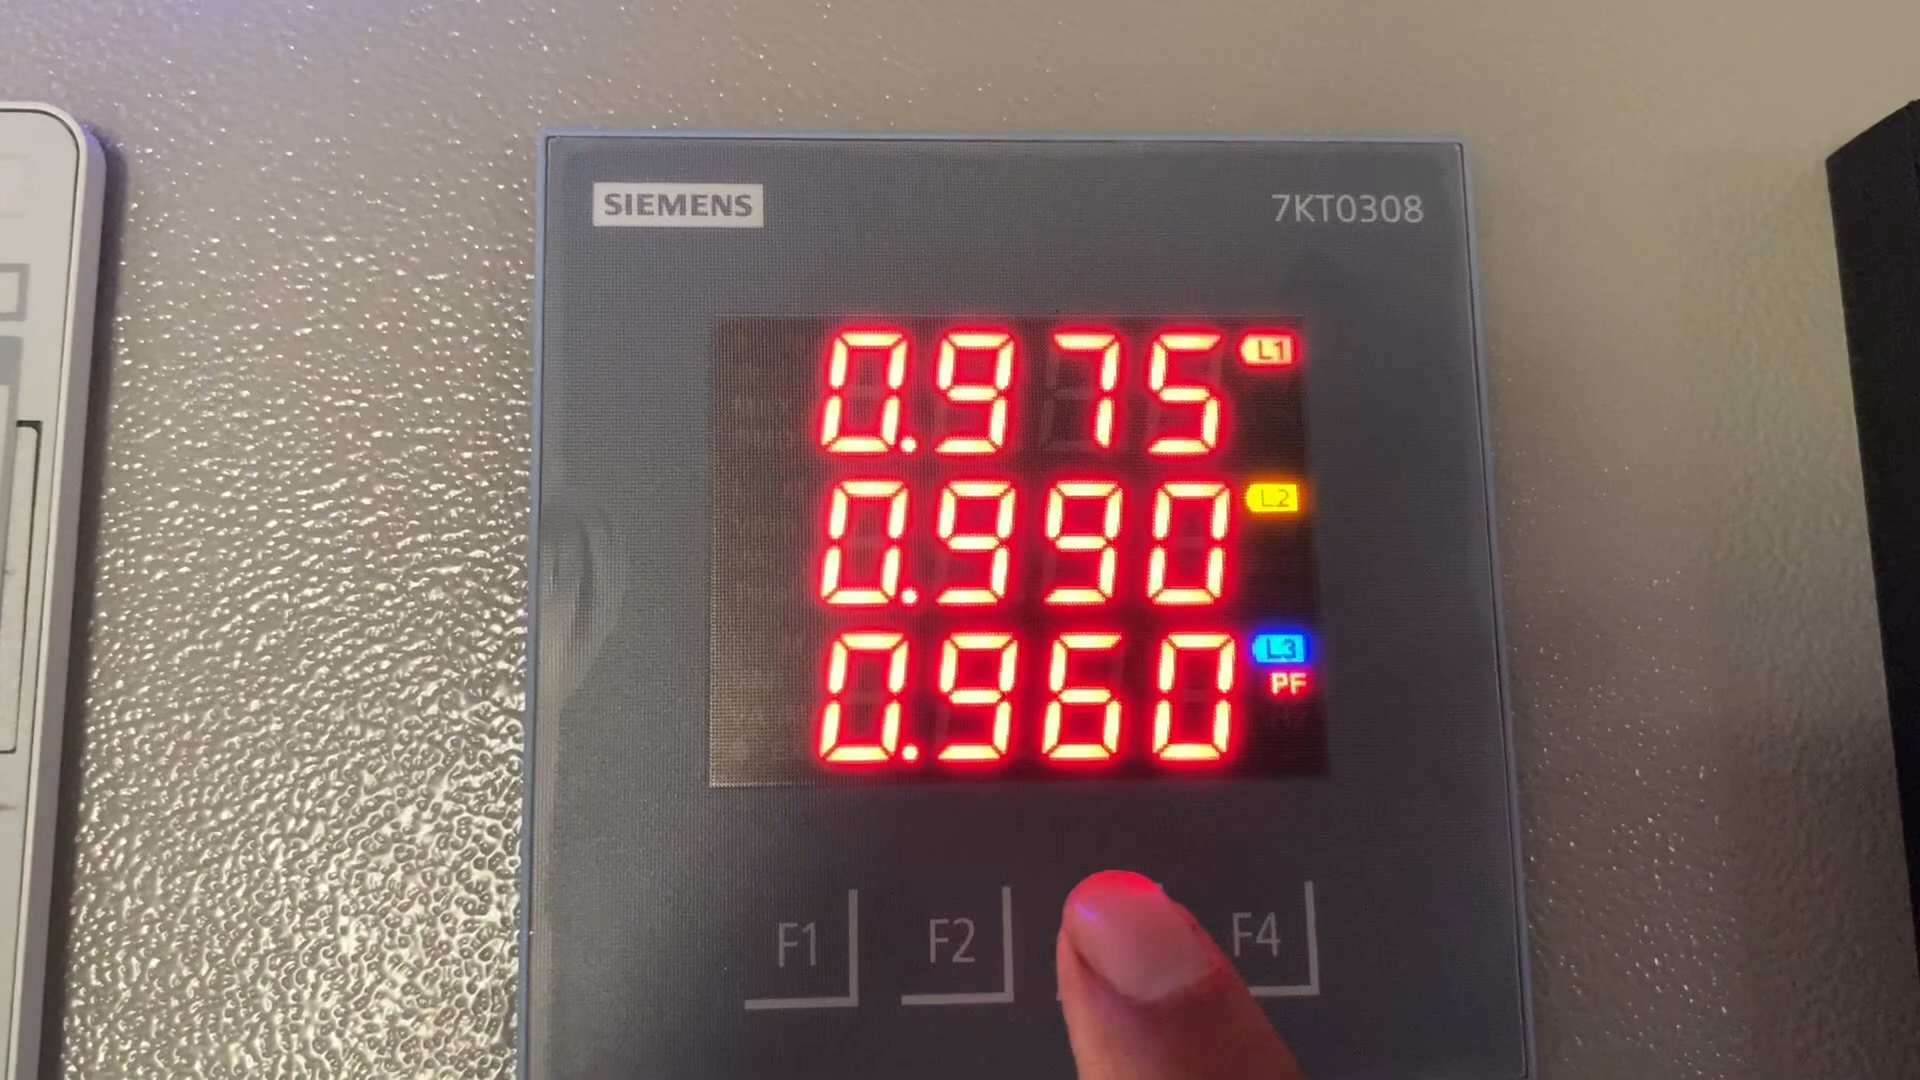 SIEMENS 7KT0308
0.975 L1
0.990 L2
0.960 L3
PF
F1 F2 F4